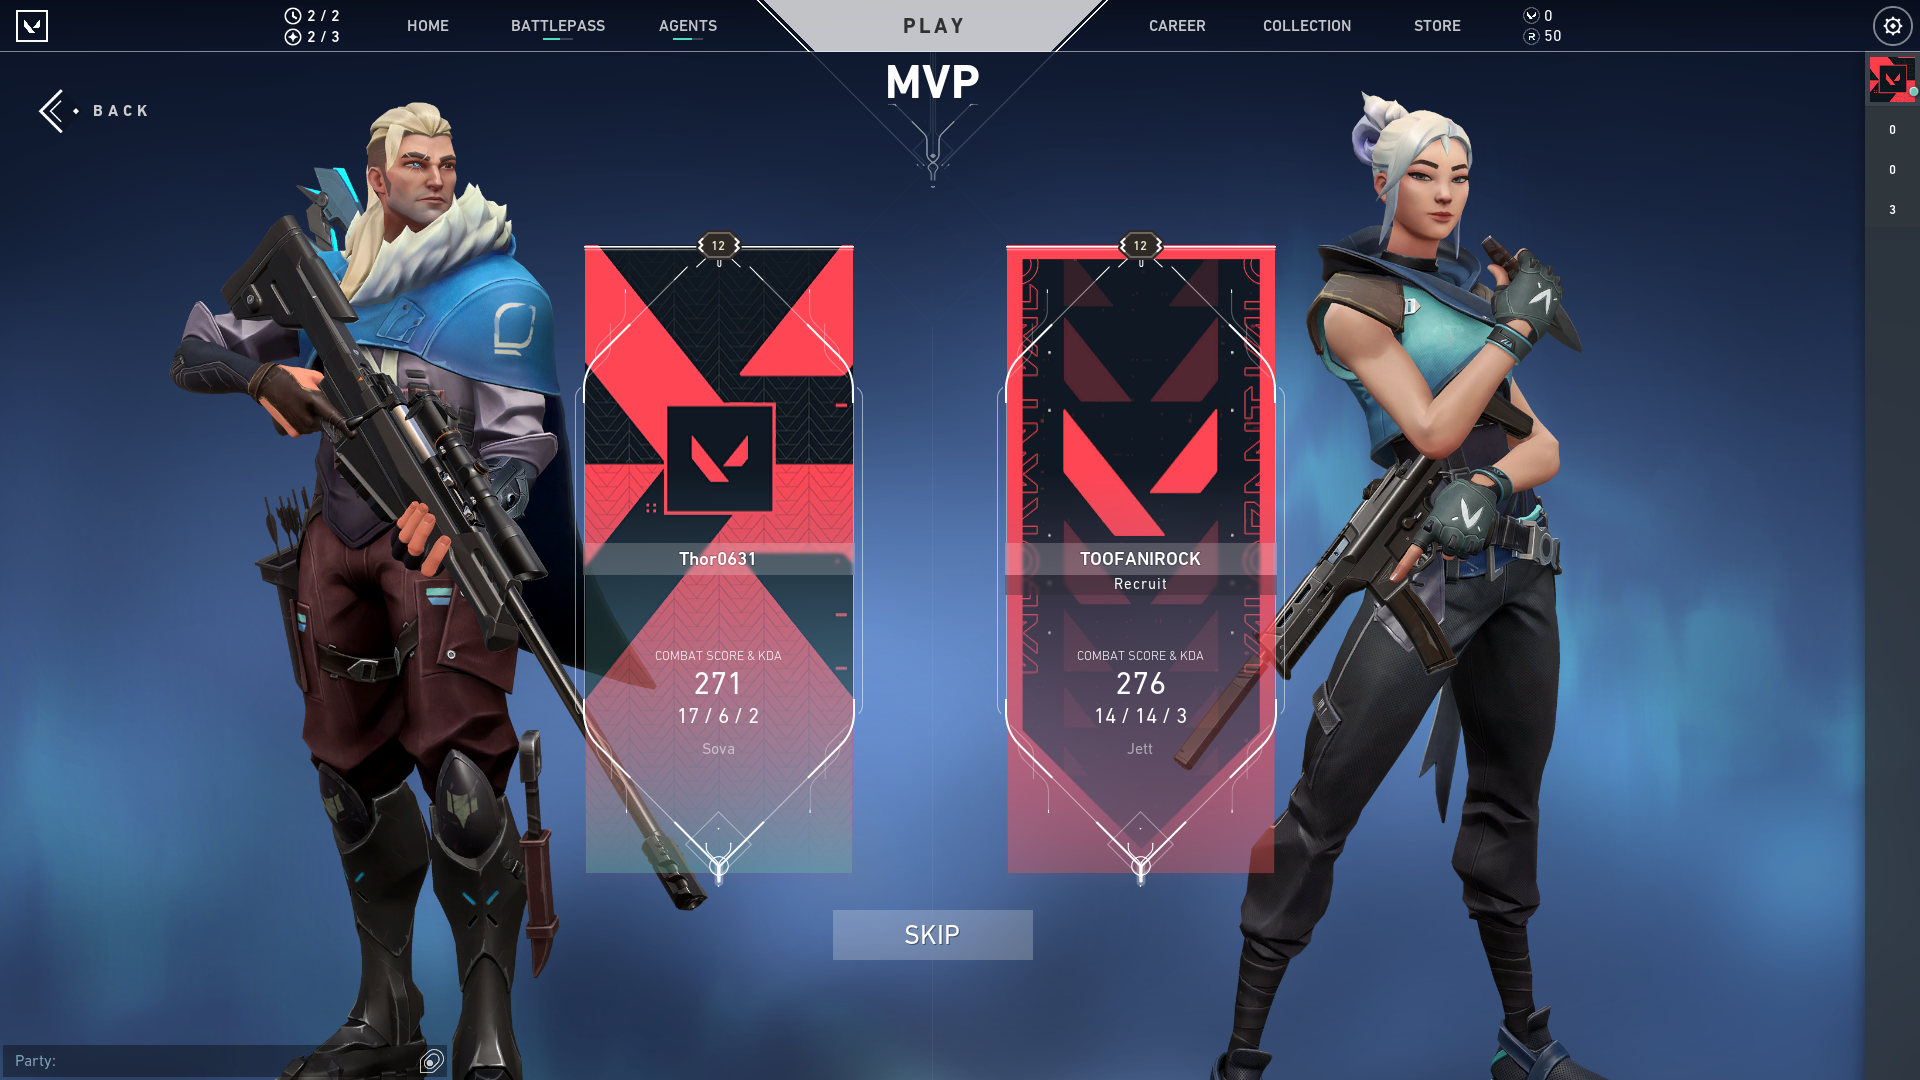 2 / 2
2 / 3
HOME
BATTLEPASS
AGENTS
PLAY
CAREER
COLLECTION
STORE
0
50
MVP
BACK
0
0
3
12
Thor0631
COMBAT SCORE & KDA
271
17 / 6 / 2
Sova
12
TOOFANIROCK
Recruit
COMBAT SCORE & KDA
276
14 / 14 / 3
Jett
SKIP
Party: